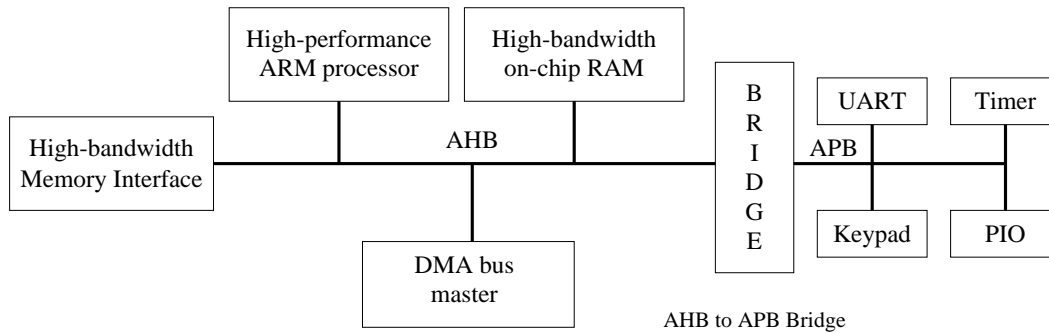 High-performance
ARM processor
High-bandwidth
on-chip RAM
High-bandwidth
Memory Interface
AHB
DMA bus
master
B
R
I
D
G
E
APB
UART
Timer
Keypad
PIO
AHB to APB Bridge